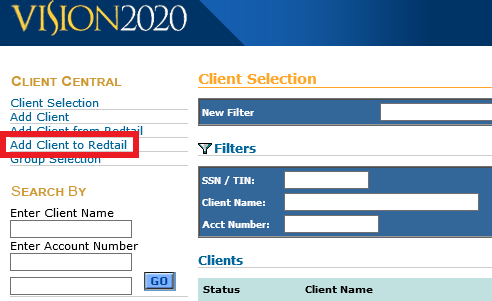 VISION2020
CLIENT CENTRAL
Client Selection
Add Client
Add Client from Redtail
Add Client to Redtail
Group Selection
SEARCH BY
Enter Client Name
Enter Account Number
GO
Client Selection
New Filter
Filters
SSN / TIN:
Client Name:
Acct Number:
Clients
Status Client Name